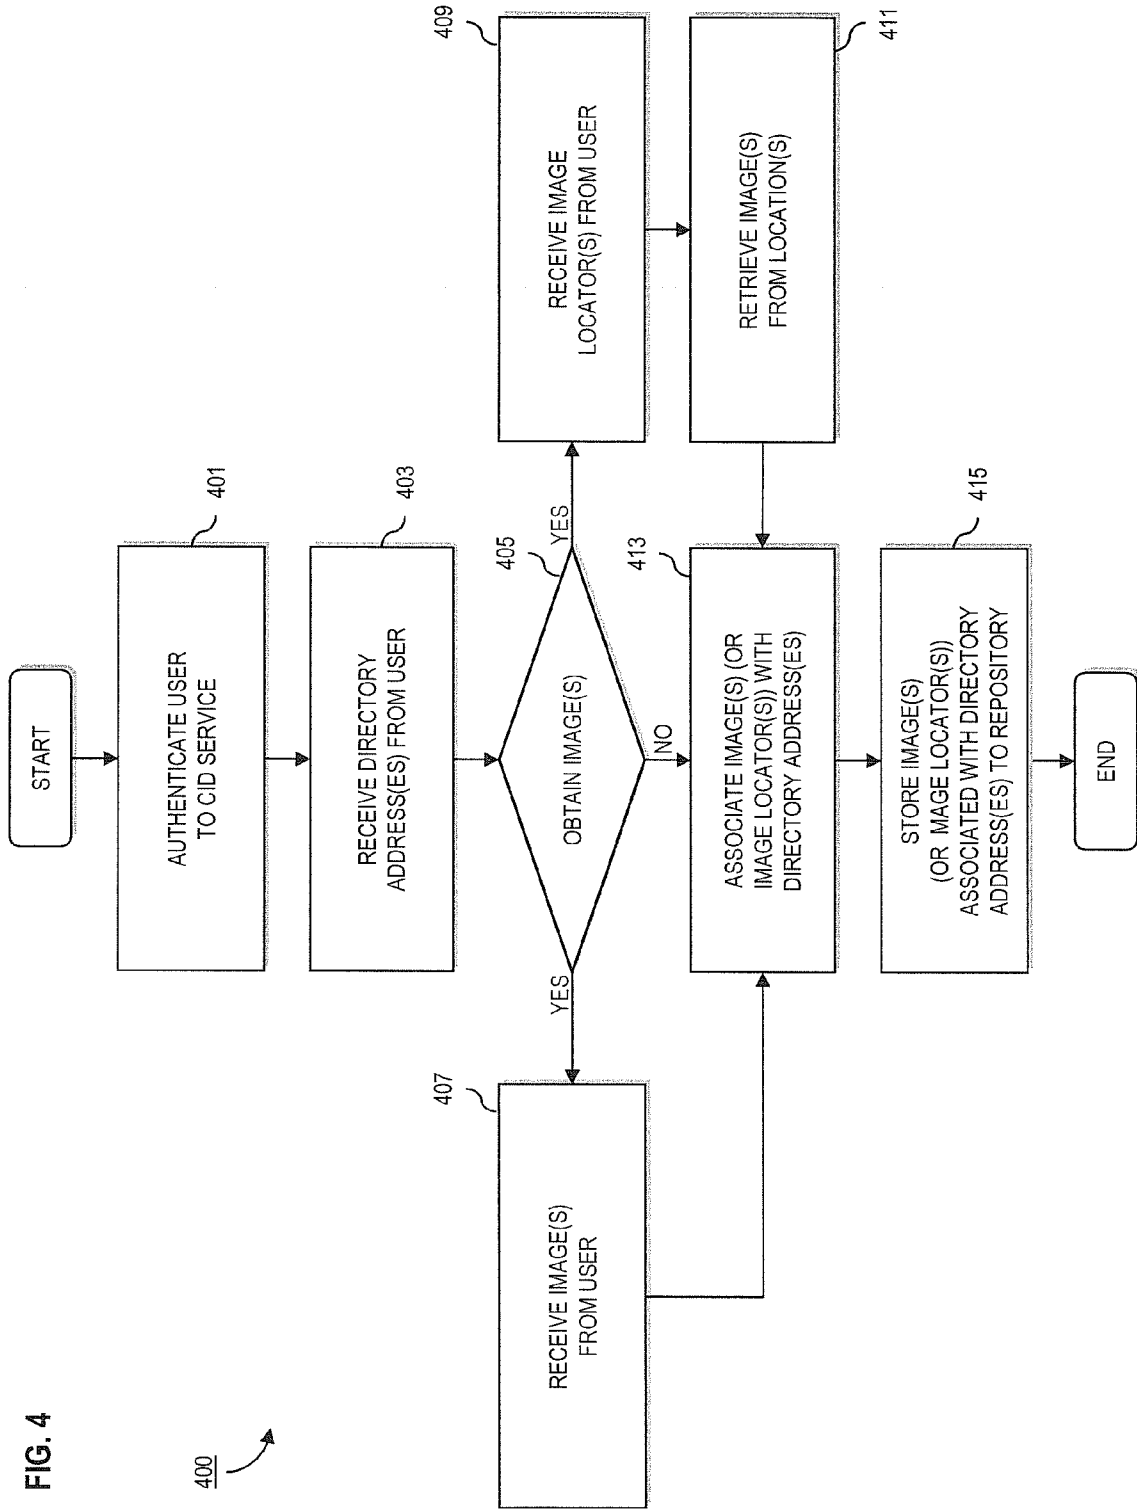 FIG. 4
400
START
AUTHENTICATE USER
TO CID SERVICE
401
RECEIVE DIRECTORY
ADDRESS(ES) FROM USER
403
OBTAIN IMAGE(S)
405
YES
YES
NO
RECEIVE IMAGE(S)
FROM USER
407
RECEIVE IMAGE
LOCATOR(S) FROM USER
409
RETRIEVE IMAGE(S)
FROM LOCATION(S)
411
ASSOCIATE IMAGE(S) (OR
IMAGE LOCATOR(S)) WITH
DIRECTORY ADDRESS(ES)
413
STORE IMAGE(S)
(OR MAGE LOCATOR(S))
ASSOCIATED WITH DIRECTORY
ADDRESS(ES) TO REPOSITORY
415
END